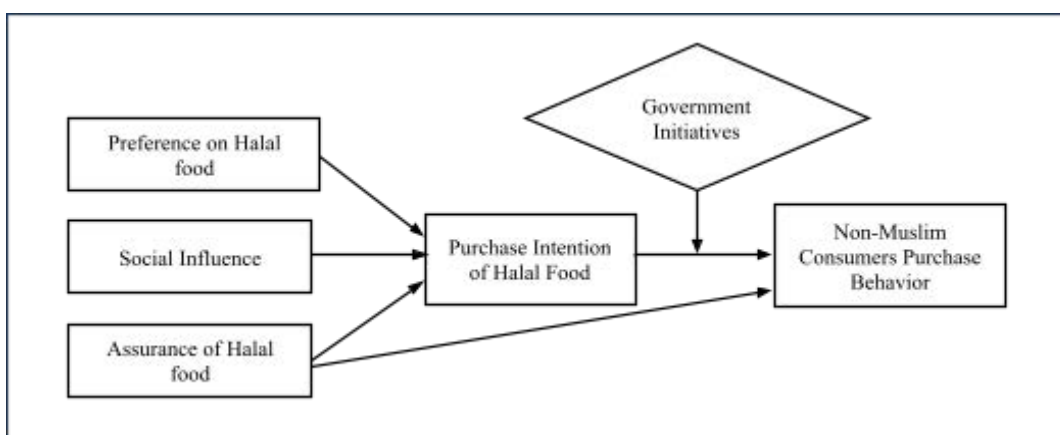 Government
Initiatives
Preference on Halal
food
Social Influence
Purchase Intention
of Halal Food
Non-Muslim
Consumers Purchase
Behavior
Assurance of Halal
food